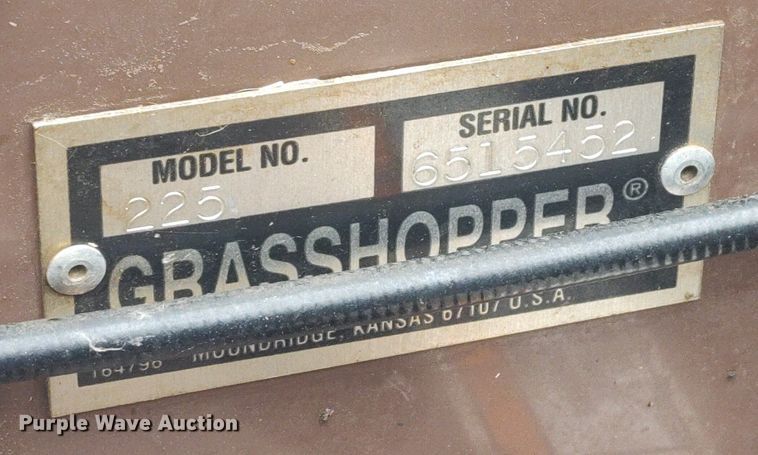 MODEL NO.
225
SERIAL NO.
6515452
GRASSHOPPER®
164796 MOUNDRIDGE, KANSAS 67107 U.S.A.
Purple Wave Auction